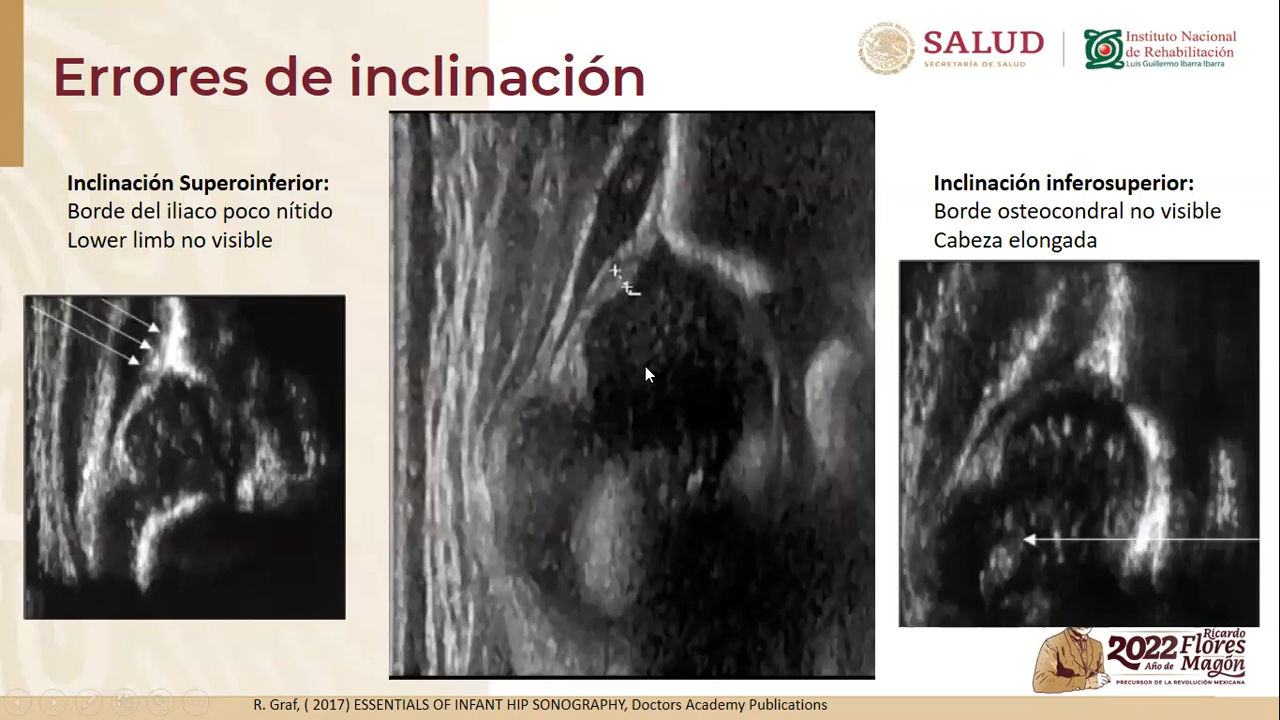 Errores de inclinación
SALUD
SECRETARÍA DE SALUD
Instituto Nacional
de Rehabilitación
Luis Guillermo Ibarra Ibarra
Inclinación Superoinferior:
Borde del iliaco poco nítido
Lower limb no visible
Inclinación inferosuperior:
Borde osteocondral no visible
Cabeza elongada
2022 Ricardo
Año de Flores
Magón
PRECURSOR DE LA REVOLUCIÓN MEXICANA
R. Graf, ( 2017) ESSENTIALS OF INFANT HIP SONOGRAPHY, Doctors Academy Publications